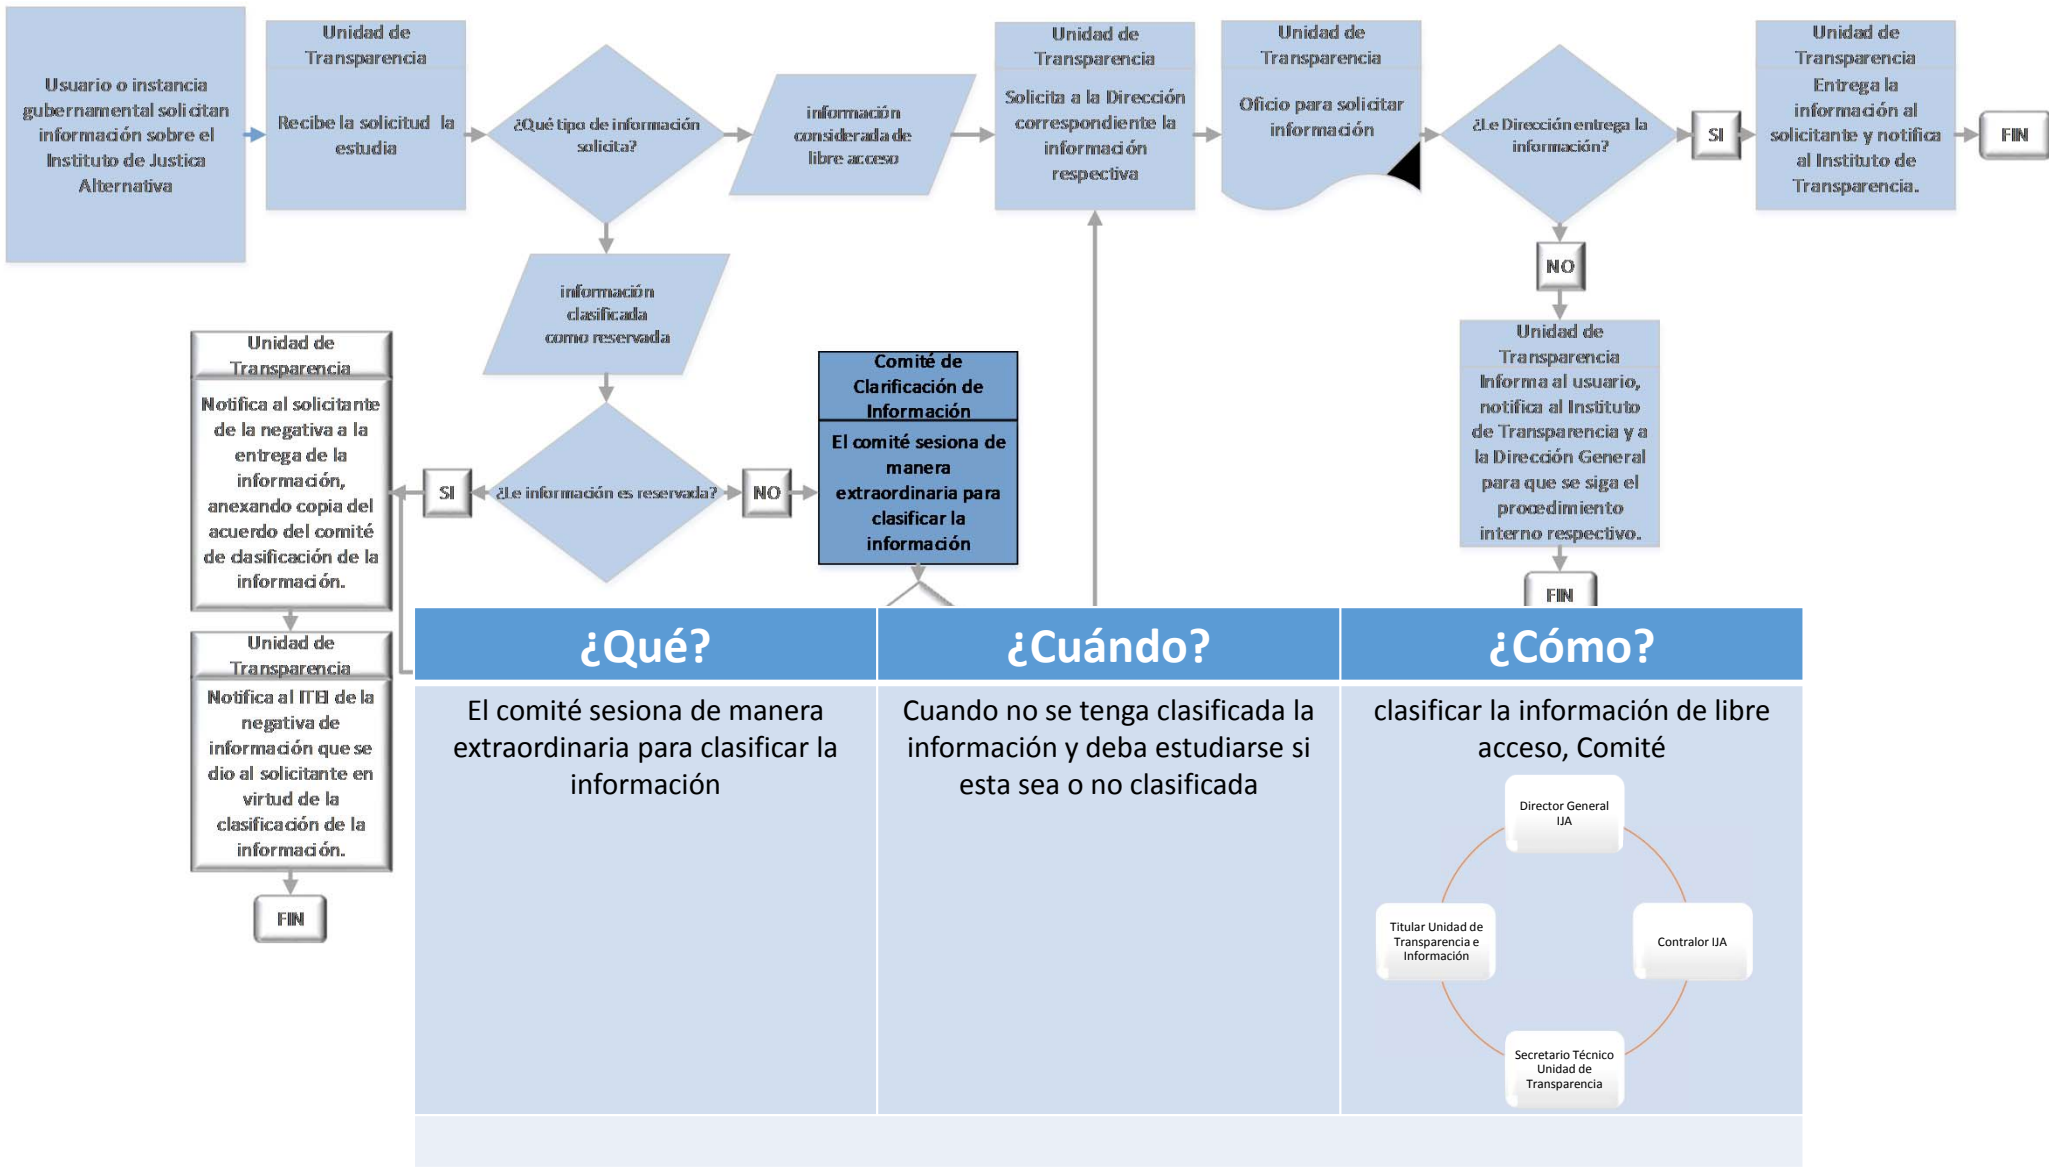 Usuario o instancia
gubernamental solicitan
información sobre el
Instituto de Justica
Alternativa
Unidad de
Transparencia
Recibe la solicitud la
estudia
¿Qué tipo de información
solicita?
información
considerada de
libre acceso
Unidad de
Transparencia
Solicita a la Dirección
correspondiente la
información
respectiva
Unidad de
Transparencia
Oficio para solicitar
información
¿Le Dirección entrega la
información?
SI
Unidad de
Transparencia
Entrega la
información al
solicitante y notifica
al Instituto de
Transparencia.
FIN
NO
Unidad de
Transparencia
Informa al usuario,
notifica al Instituto
de Transparencia y a
la Dirección General
para que se siga el
procedimiento
interno respectivo.
FIN
información
clasificada
como reservada
¿Le información es reservada?
SI
NO
Comité de
Clarificación de
Información
El comité sesiona de
manera
extraordinaria para
clasificar la
información
Unidad de
Transparencia
Notifica al solicitante
de la negativa a la
entrega de la
información,
anexando copia del
acuerdo del comité
de clasificación de la
información.
Unidad de
Transparencia
Notifica al ITEI de la
negativa de
información que se
dio al solicitante en
virtud de la
clasificación de la
información.
FIN
¿Qué?
¿Cuándo?
¿Cómo?
El comité sesiona de manera
extraordinaria para clasificar la
información
Cuando no se tenga clasificada la
información y deba estudiarse si
esta sea o no clasificada
clasificar la información de libre
acceso, Comité
Director General
IJA
Contralor IJA
Secretario Técnico
Unidad de
Transparencia
Titular Unidad de
Transparencia e
Información